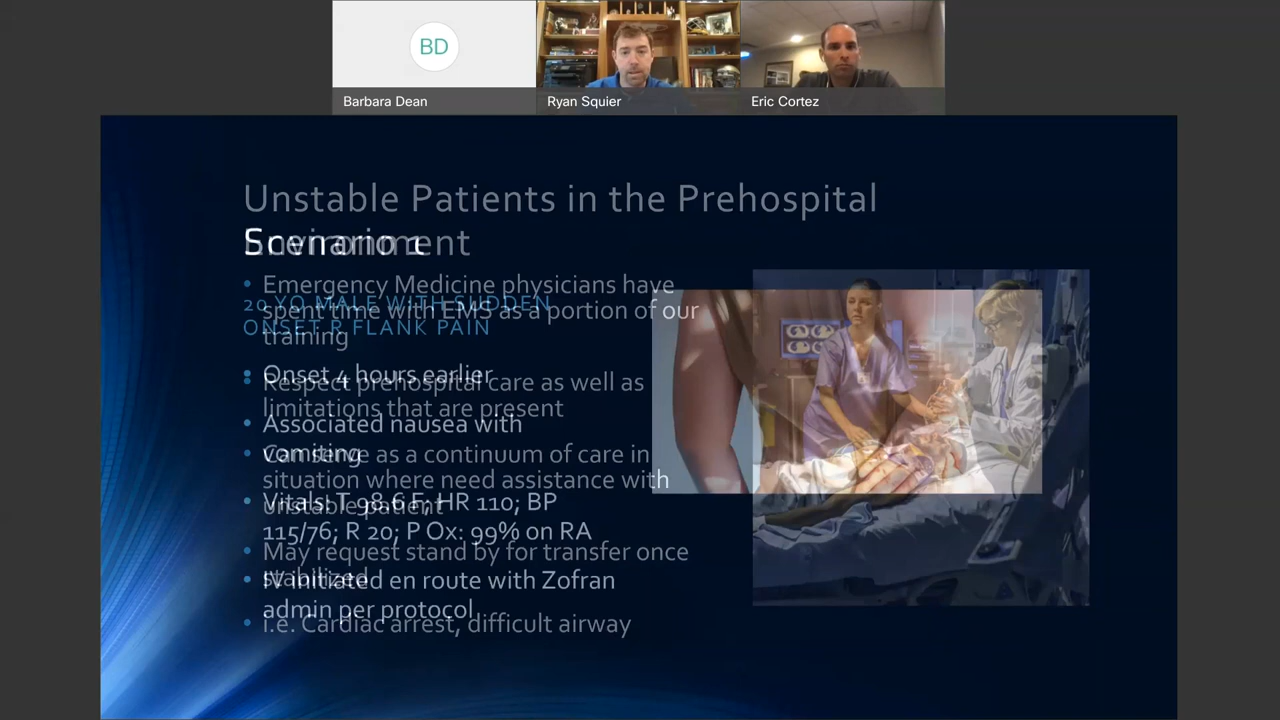 BD
Barbara Dean
Ryan Squier
Eric Cortez
Unstable Patients in the Prehospital
Environment
Scenario 1
Emergency Medicine physicians have
spent time with EMS as a portion of our
training
20 YO MALE WITH SUDDEN
ONSET R FLANK PAIN
Onset 4 hours earlier
Respect prehospital care as well as
limitations that are present
Associated nausea with
vomiting
Can serve as a continuum of care in
situation where need assistance with
unstable patient
Vitals: T 98.6 F; HR 110; BP
115/76; R 20; P Ox: 99% on RA
May request stand by for transfer once
stabilized
IV initiated en route with Zofran
admin per protocol
i.e. Cardiac arrest, difficult airway